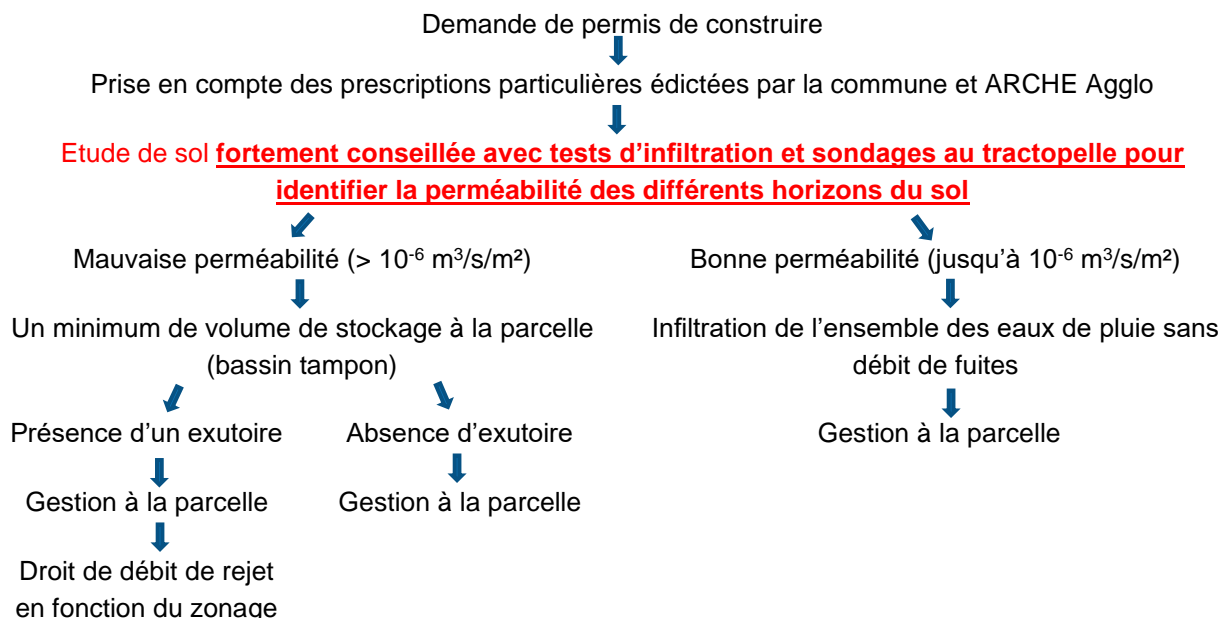 Demande de permis de construire
Prise en compte des prescriptions particulières édictées par la commune et ARCHE Agglo
Etude de sol fortement conseillée avec tests d’infiltration et sondages au tractopelle pour
identifier la perméabilité des différents horizons du sol
Mauvaise perméabilité (> 10⁻⁶ m³/s/m²)
Bonne perméabilité (jusqu’à 10⁻⁶ m³/s/m²)
Un minimum de volume de stockage à la parcelle
(bassin tampon)
Infiltration de l’ensemble des eaux de pluie sans
débit de fuites
Présence d’un exutoire
Absence d’exutoire
Gestion à la parcelle
Gestion à la parcelle
Gestion à la parcelle
Droit de débit de rejet
en fonction du zonage